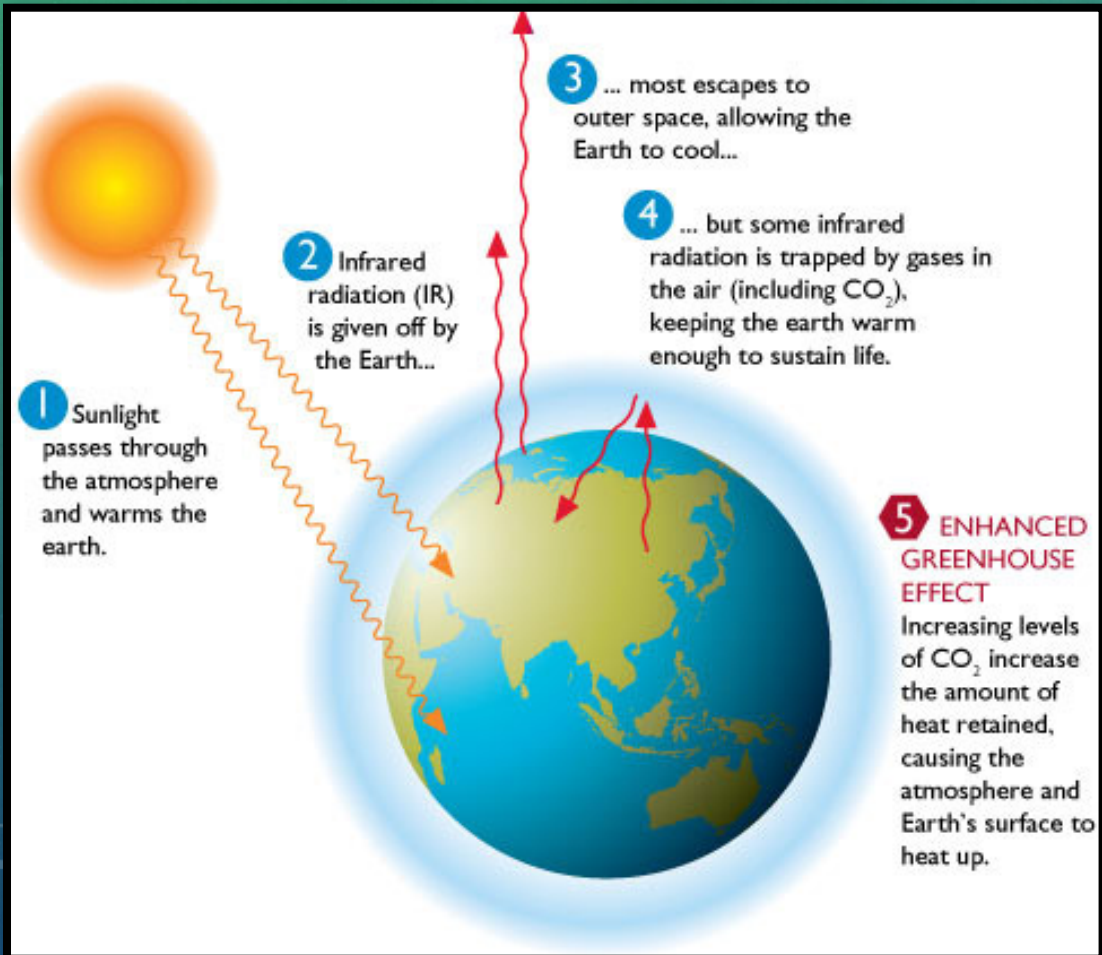 3 ... most escapes to
outer space, allowing the
Earth to cool...
4 ... but some infrared
radiation is trapped by gases in
the air (including CO₂),
keeping the earth warm
enough to sustain life.
2 Infrared
radiation (IR)
is given off by
the Earth...
1 Sunlight
passes through
the atmosphere
and warms the
earth.
5 ENHANCED
GREENHOUSE
EFFECT
Increasing levels
of CO₂ increase
the amount of
heat retained,
causing the
atmosphere and
Earth's surface to
heat up.